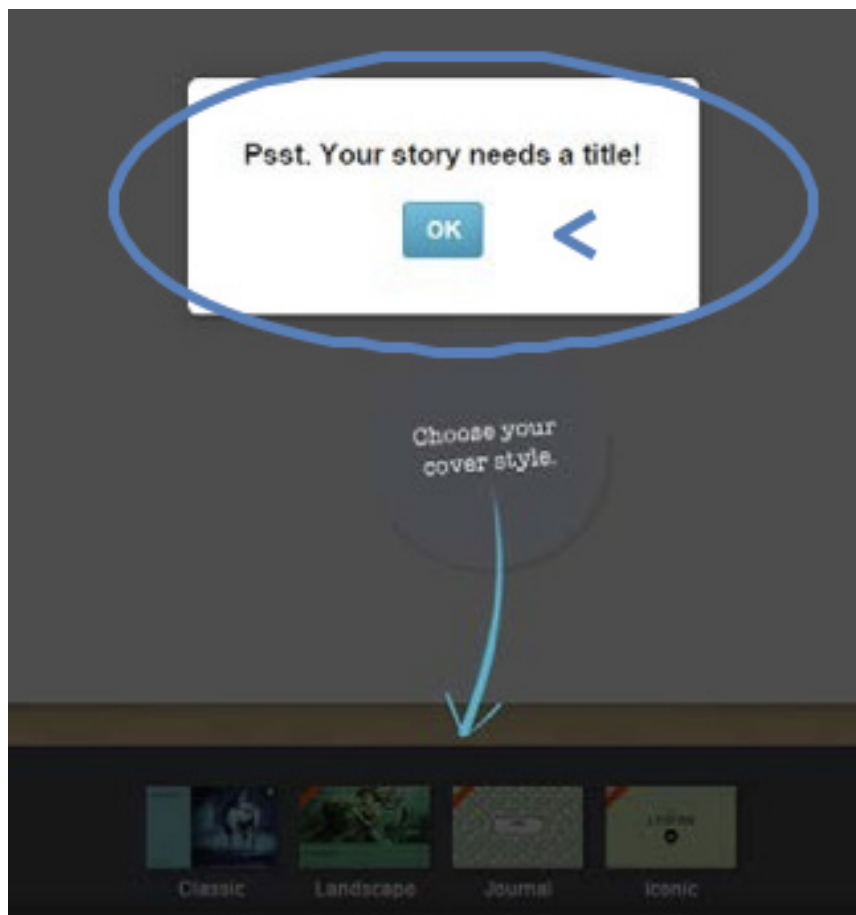 Psst. Your story needs a title!
OK
<
Choose your
cover style.
Classic
Landscape
Journal
Iconic